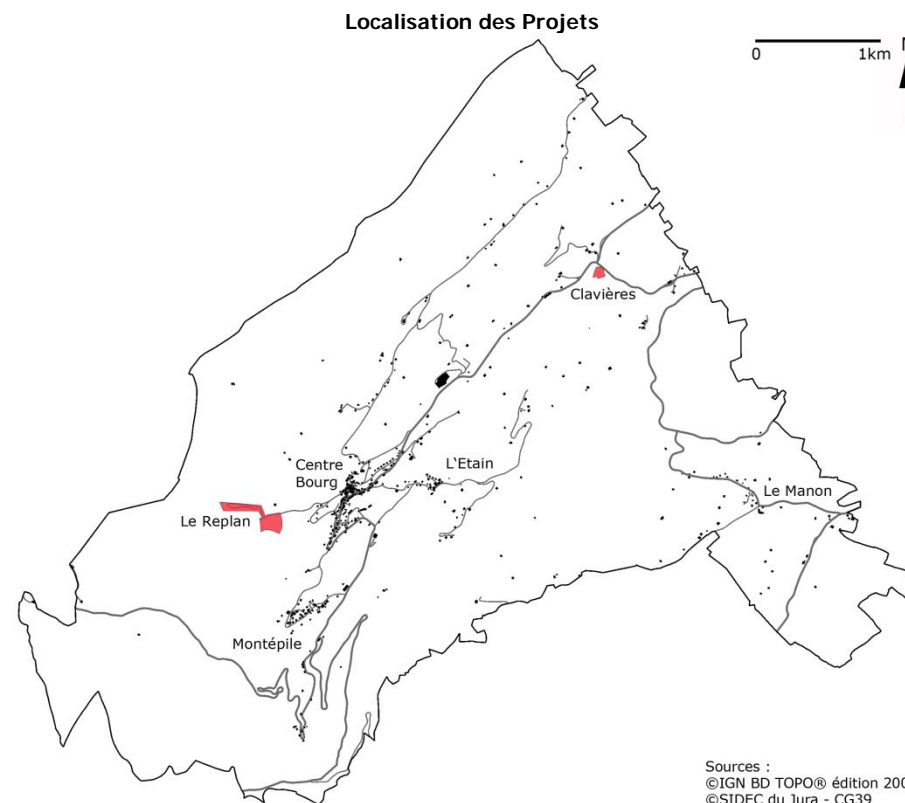 Localisation des Projets
0 1km
N
Clavières
Centre
Bourg
L'Etain
Le Manon
Le Replan
Montépile
Sources :
©IGN BD TOPO® édition 200
©SIDEC du Jura - CG39